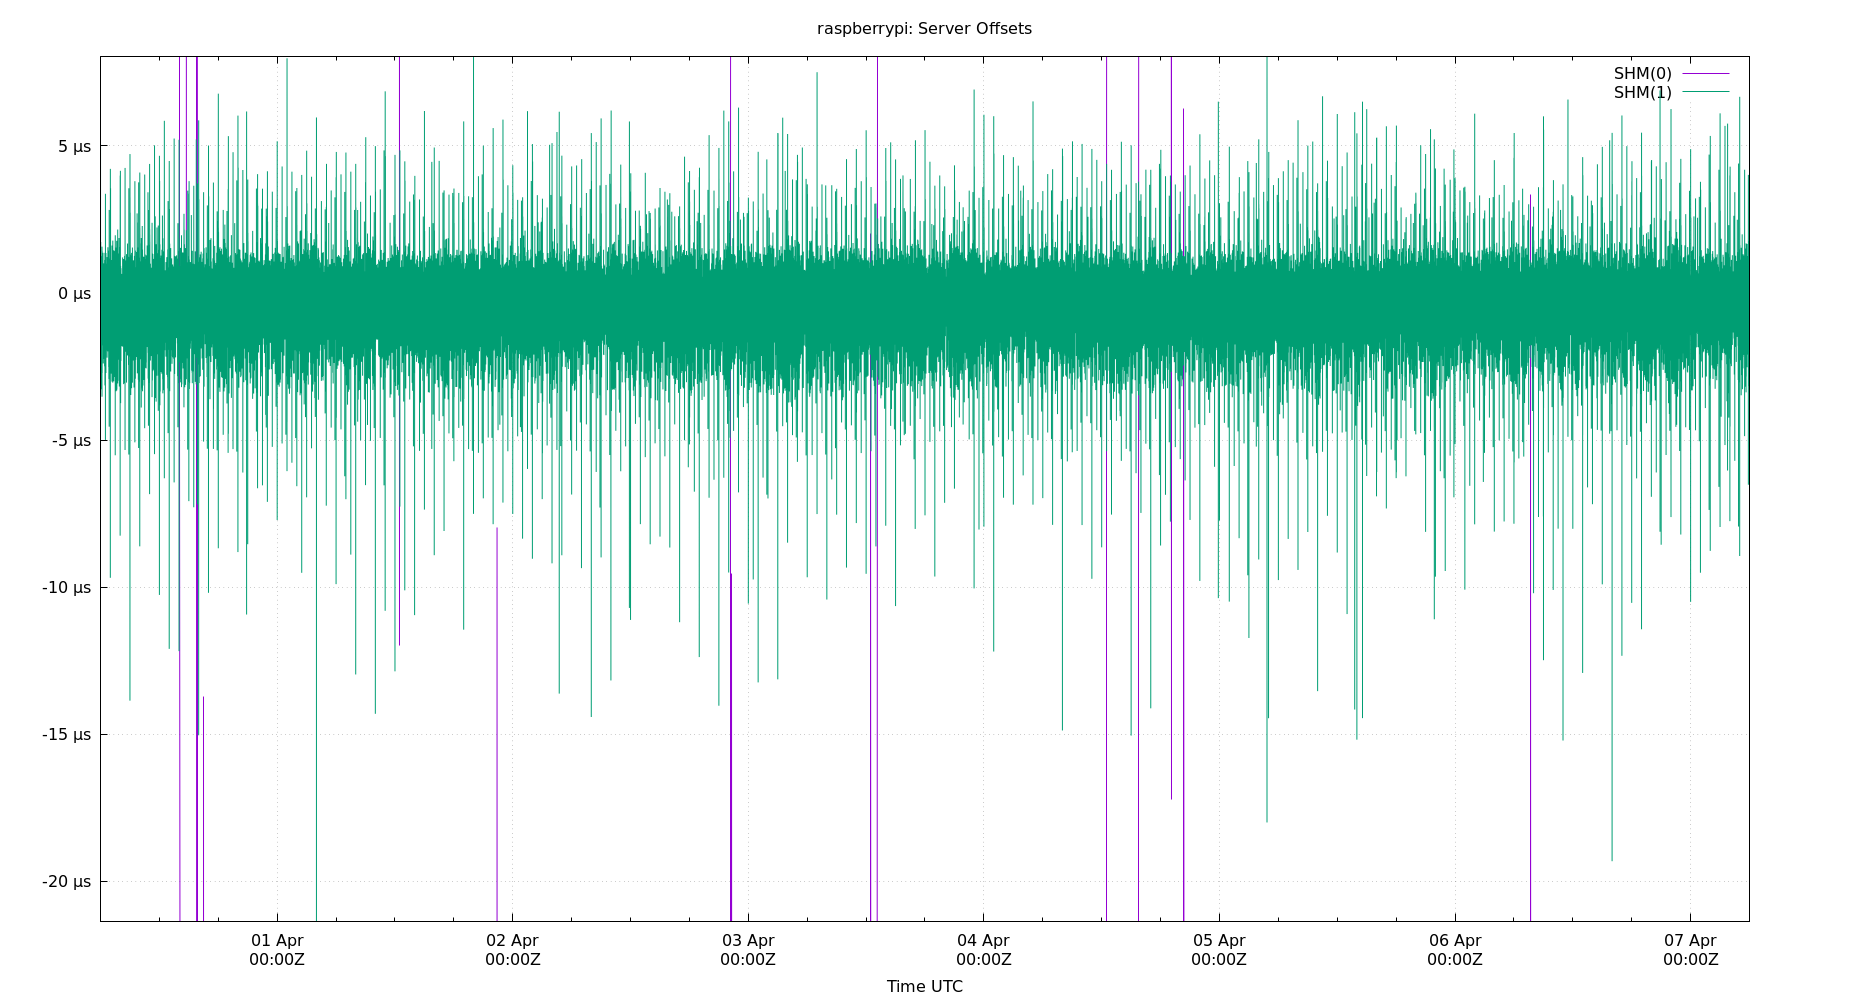 raspberrypi: Server Offsets
SHM(0)
SHM(1)
5 µs
0 µs
-5 µs
-10 µs
-15 µs
-20 µs
01 Apr 02 Apr 03 Apr 04 Apr 05 Apr 06 Apr 07 Apr
00:00Z 00:00Z 00:00Z 00:00Z 00:00Z 00:00Z 00:00Z
Time UTC